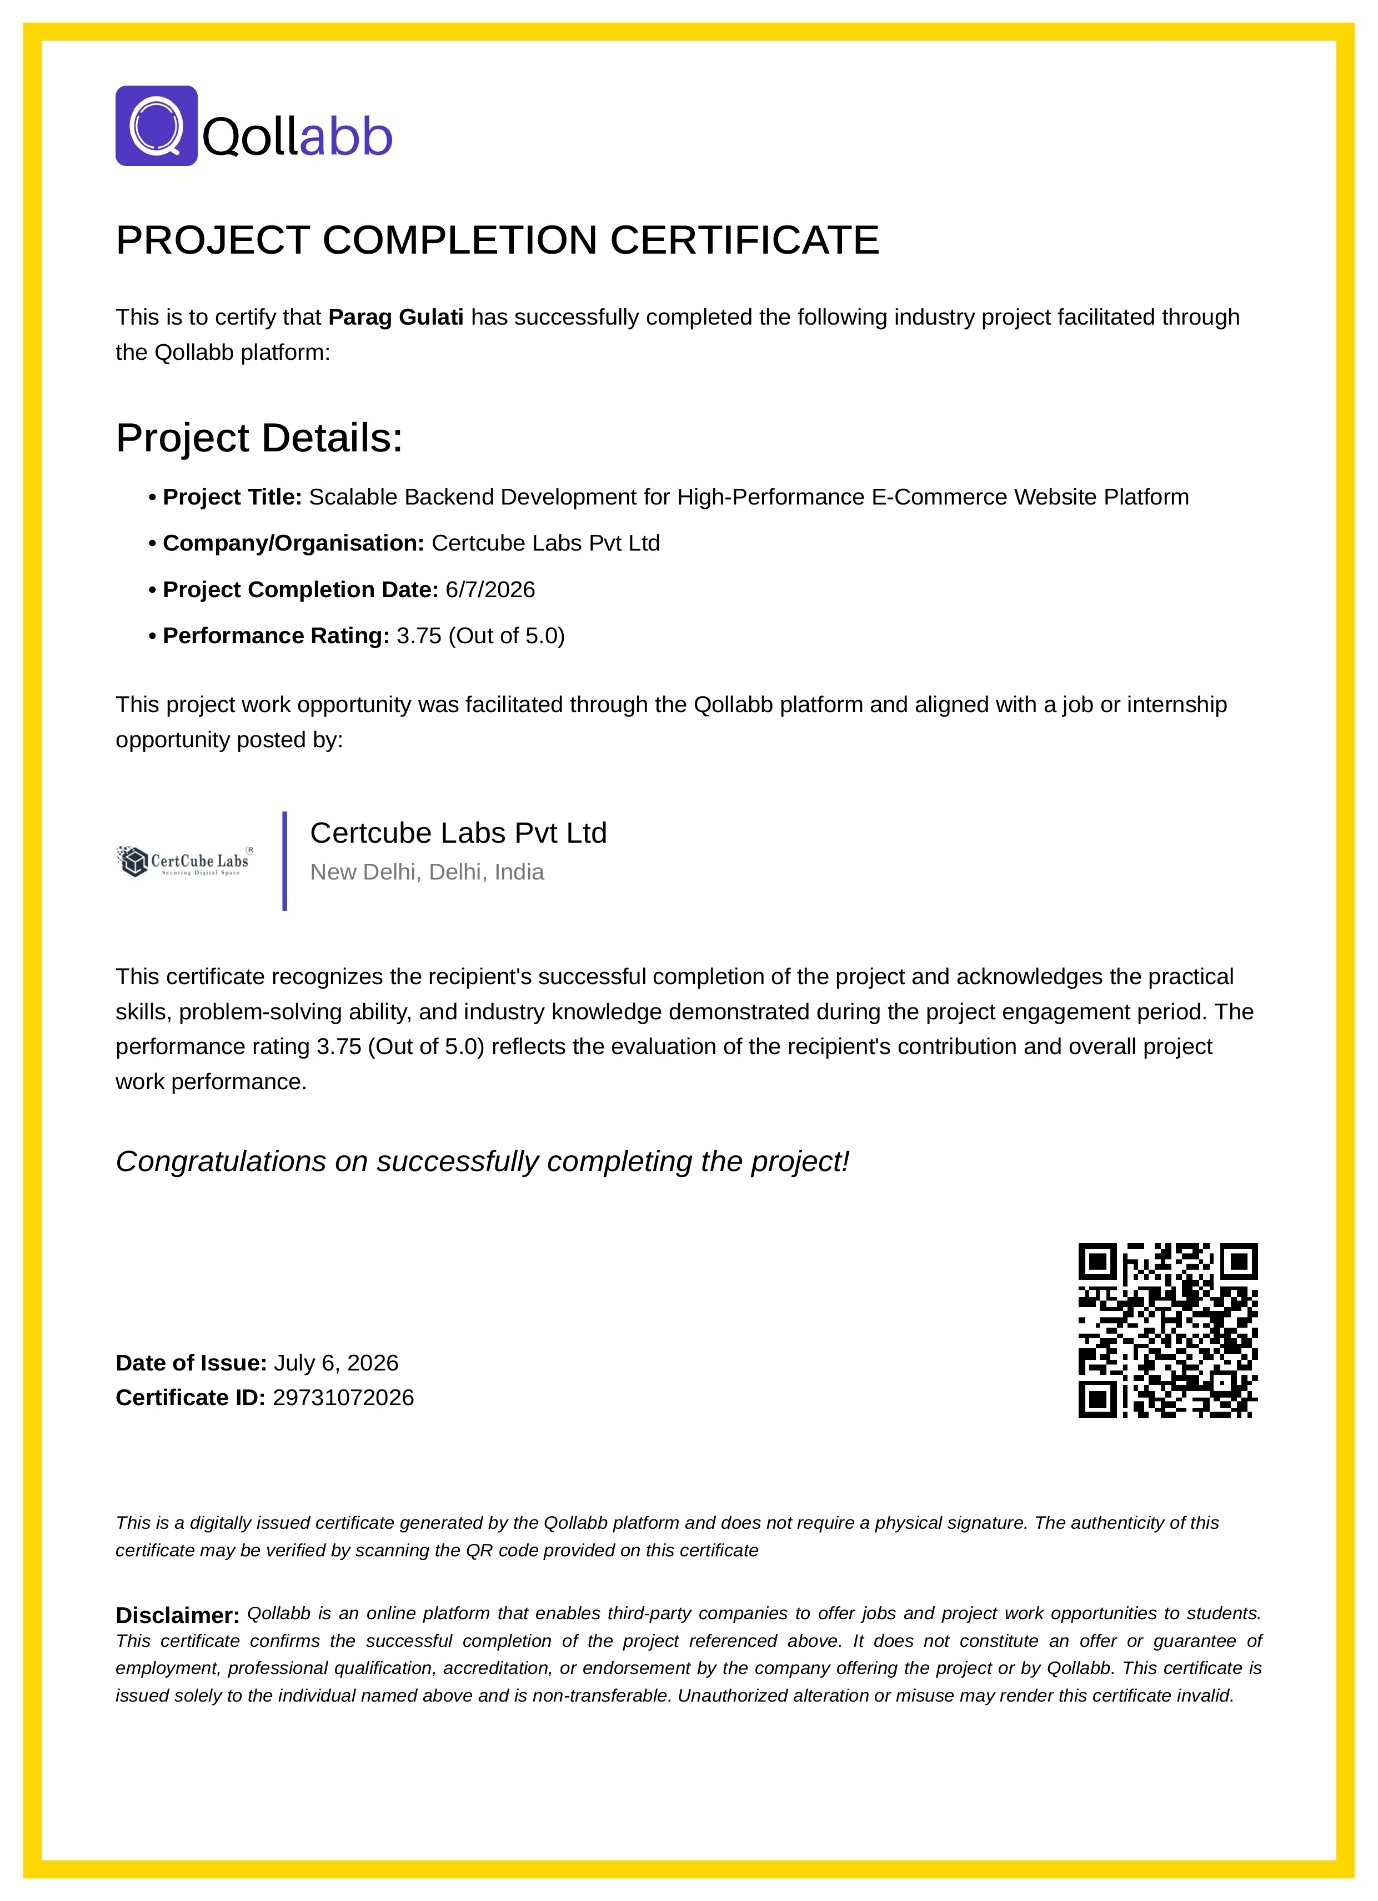 Qollabb
PROJECT COMPLETION CERTIFICATE
This is to certify that Parag Gulati has successfully completed the following industry project facilitated through
the Qollabb platform:
Project Details:
• Project Title: Scalable Backend Development for High-Performance E-Commerce Website Platform
• Company/Organisation: Certcube Labs Pvt Ltd
• Project Completion Date: 6/7/2026
• Performance Rating: 3.75 (Out of 5.0)
This project work opportunity was facilitated through the Qollabb platform and aligned with a job or internship
opportunity posted by:
CertCube Labs ®
Securing Digital Space
Certcube Labs Pvt Ltd
New Delhi, Delhi, India
This certificate recognizes the recipient's successful completion of the project and acknowledges the practical
skills, problem-solving ability, and industry knowledge demonstrated during the project engagement period. The
performance rating 3.75 (Out of 5.0) reflects the evaluation of the recipient's contribution and overall project
work performance.
Congratulations on successfully completing the project!
Date of Issue: July 6, 2026
Certificate ID: 29731072026
This is a digitally issued certificate generated by the Qollabb platform and does not require a physical signature. The authenticity of this
certificate may be verified by scanning the QR code provided on this certificate
Disclaimer: Qollabb is an online platform that enables third-party companies to offer jobs and project work opportunities to students.
This certificate confirms the successful completion of the project referenced above. It does not constitute an offer or guarantee of
employment, professional qualification, accreditation, or endorsement by the company offering the project or by Qollabb. This certificate is
issued solely to the individual named above and is non-transferable. Unauthorized alteration or misuse may render this certificate invalid.